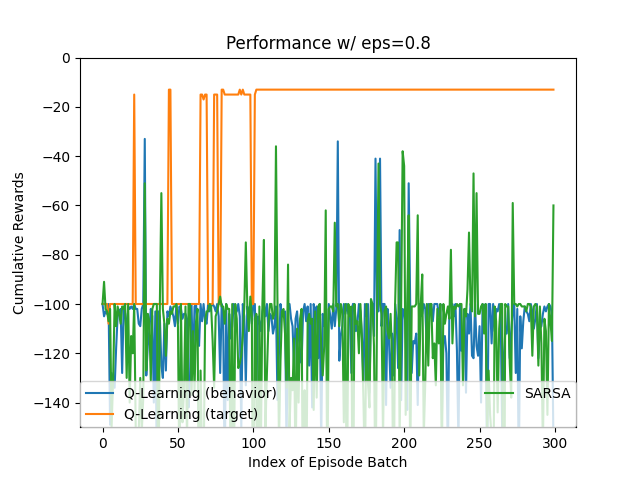 Performance w/ eps=0.8
0
−20
−40
−60
−80
−100
−120
−140
Cumulative Rewards
Q-Learning (behavior)
Q-Learning (target)
SARSA
0 50 100 150 200 250 300
Index of Episode Batch